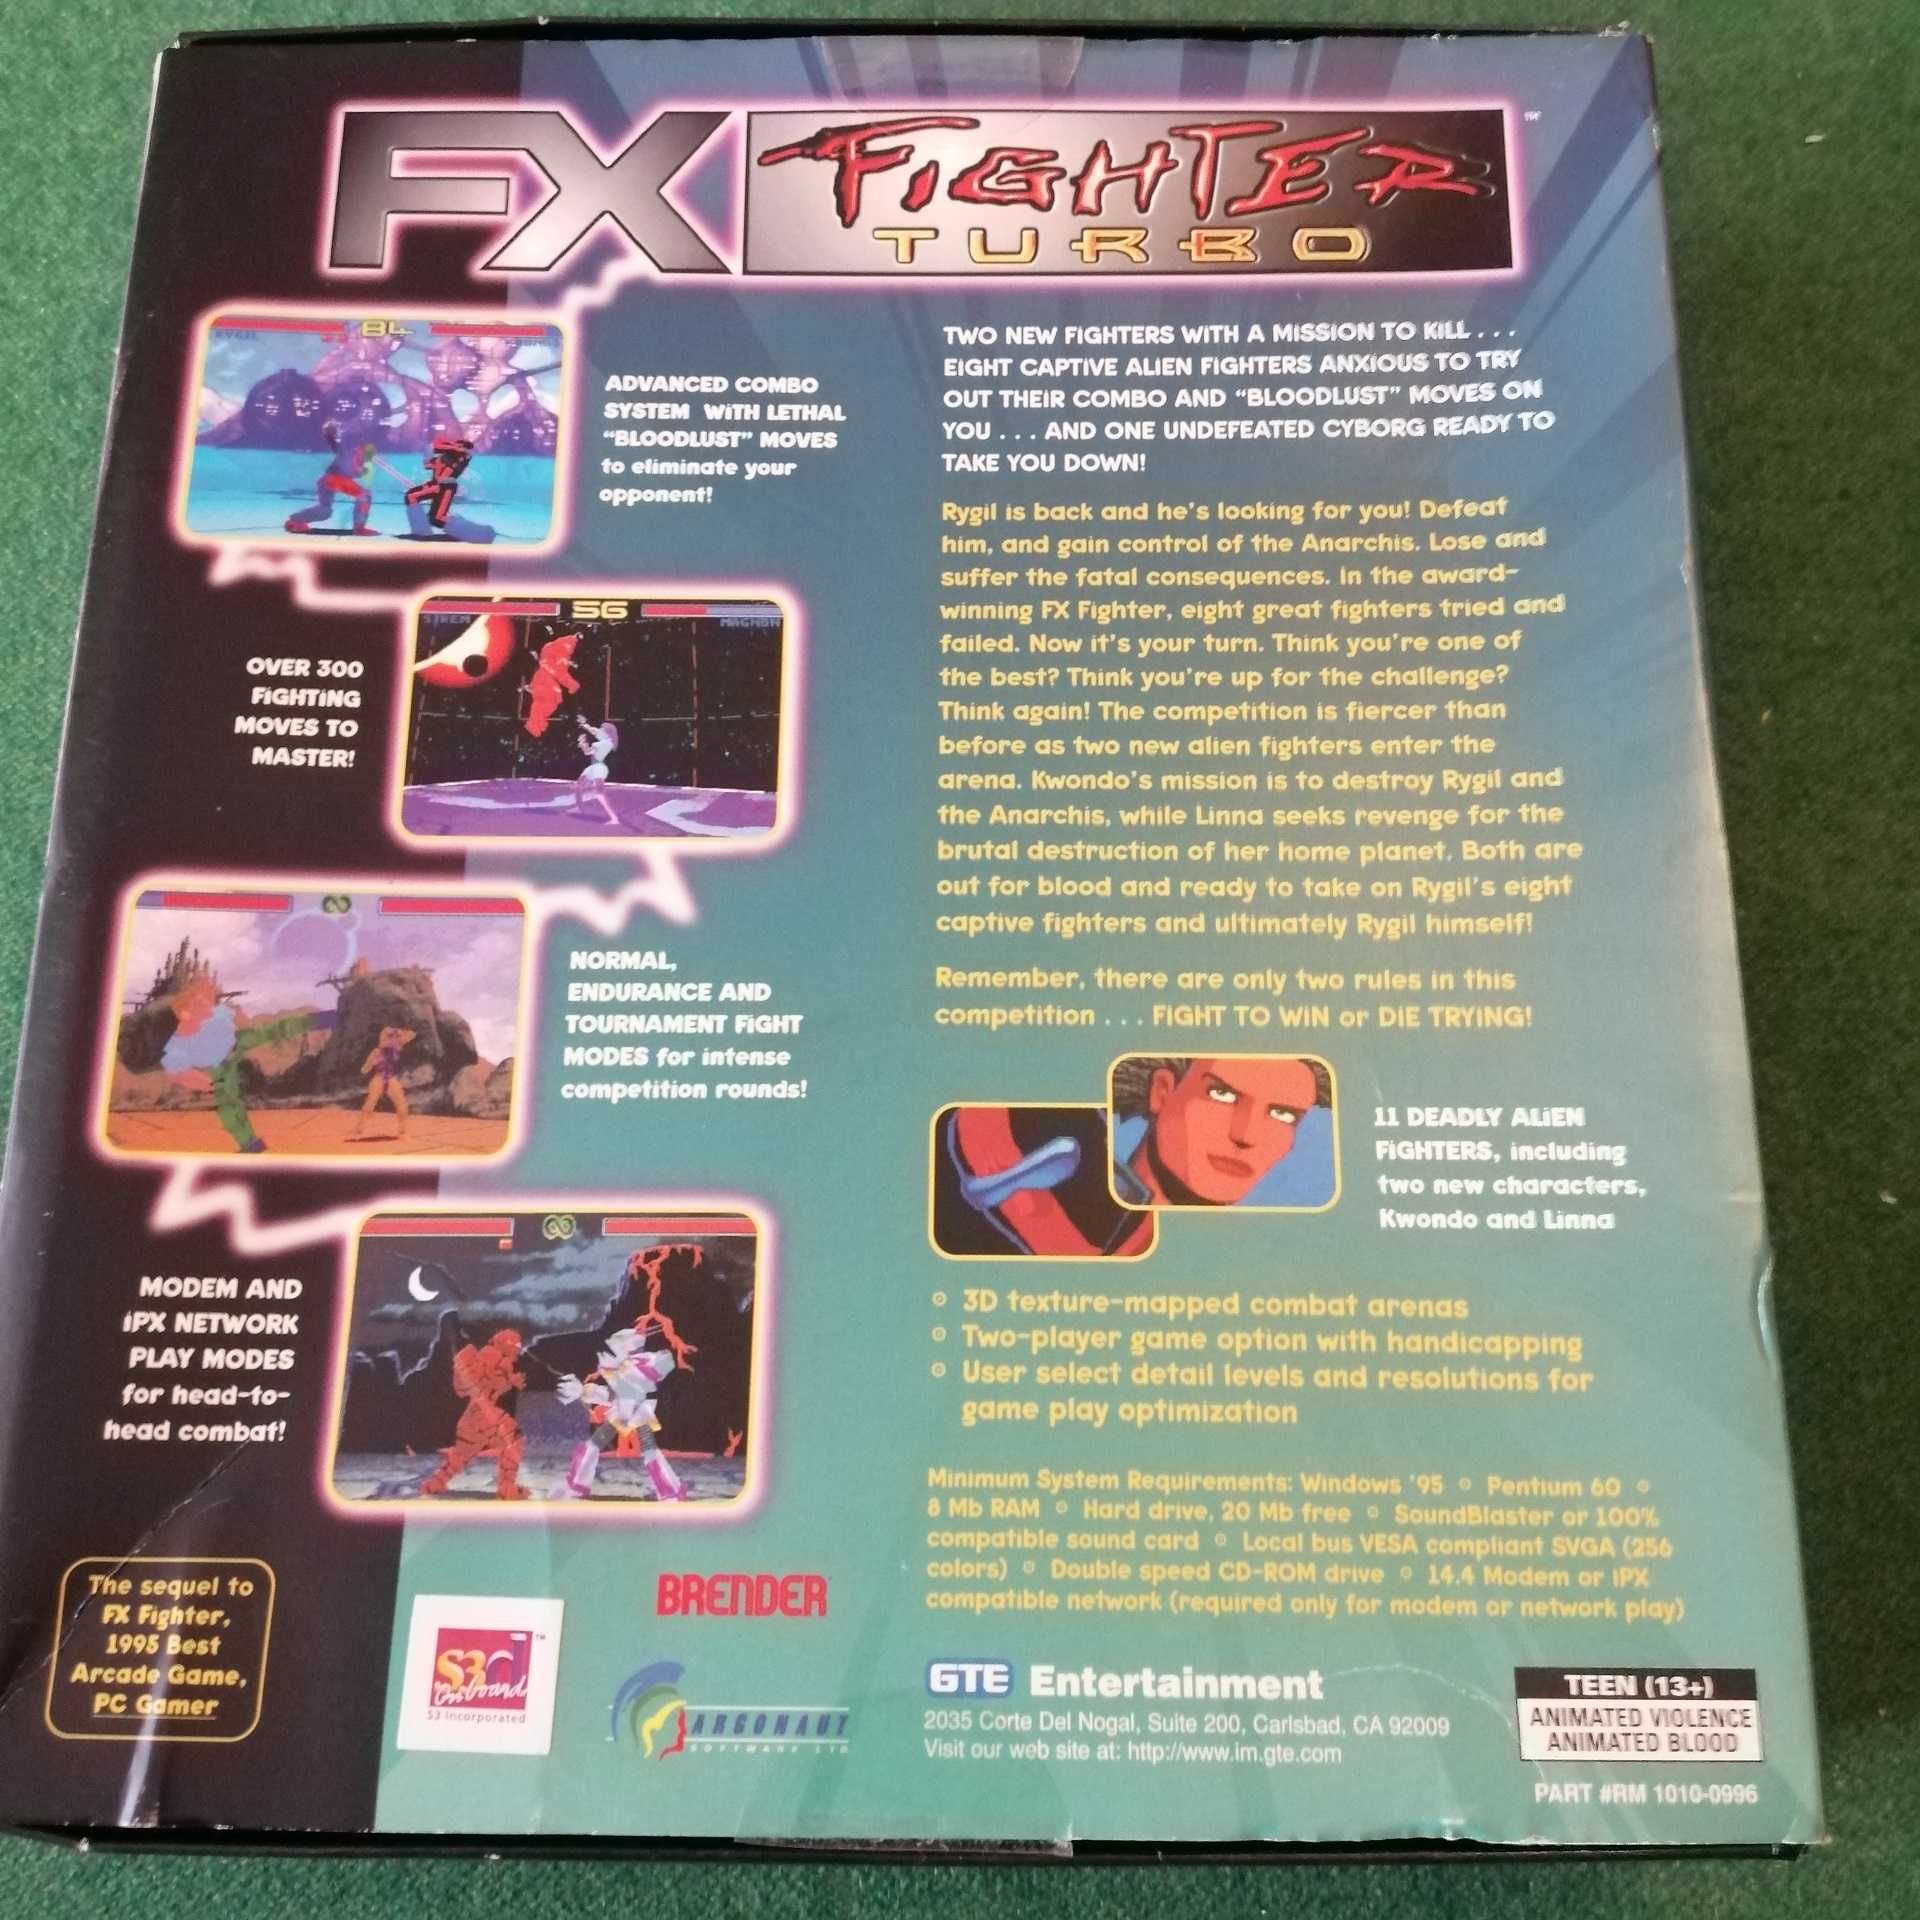 FX FIGHTER ™
TURBO
84
RYGIL
ADVANCED COMBO
SYSTEM WITH LETHAL
“BLOODLUST” MOVES
to eliminate your
opponent!
56
SIREN
MAGNON
OVER 300
FIGHTING
MOVES TO
MASTER!
NORMAL,
ENDURANCE AND
TOURNAMENT FIGHT
MODES for intense
competition rounds!
MODEM AND
IPX NETWORK
PLAY MODES
for head-to-
head combat!
The sequel to
FX Fighter,
1995 Best
Arcade Game,
PC Gamer
S3d ™
Onboard
S3 Incorporated
BRENDER
ARGONAUT
SOFTWARE LTD
TWO NEW FIGHTERS WITH A MISSION TO KILL . . .
EIGHT CAPTIVE ALIEN FIGHTERS ANXIOUS TO TRY
OUT THEIR COMBO AND “BLOODLUST” MOVES ON
YOU . . . AND ONE UNDEFEATED CYBORG READY TO
TAKE YOU DOWN!
Rygil is back and he's looking for you! Defeat
him, and gain control of the Anarchis. Lose and
suffer the fatal consequences. In the award-
winning FX Fighter, eight great fighters tried and
failed. Now it's your turn. Think you're one of
the best? Think you're up for the challenge?
Think again! The competition is fiercer than
before as two new alien fighters enter the
arena. Kwondo's mission is to destroy Rygil and
the Anarchis, while Linna seeks revenge for the
brutal destruction of her home planet. Both are
out for blood and ready to take on Rygil's eight
captive fighters and ultimately Rygil himself!
Remember, there are only two rules in this
competition . . . FIGHT TO WIN or DIE TRYING!
11 DEADLY ALIEN
FIGHTERS, including
two new characters,
Kwondo and Linna
° 3D texture-mapped combat arenas
° Two-player game option with handicapping
° User select detail levels and resolutions for
game play optimization
Minimum System Requirements: Windows '95 ° Pentium 60 °
8 Mb RAM ° Hard drive, 20 Mb free ° SoundBlaster or 100%
compatible sound card ° Local bus VESA compliant SVGA (256
colors) ° Double speed CD-ROM drive ° 14.4 Modem or IPX
compatible network (required only for modem or network play)
GTE Entertainment
2035 Corte Del Nogal, Suite 200, Carlsbad, CA 92009
Visit our web site at: http://www.im.gte.com
TEEN (13+)
ANIMATED VIOLENCE
ANIMATED BLOOD
PART #RM 1010-0996